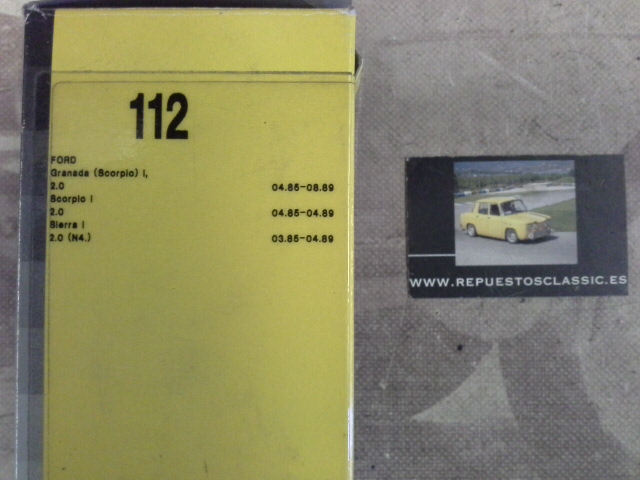 112
FORD
Granada (Scorpio) I,
2.0 04.85-08.89
Scorpio I
2.0 04.85-04.89
Sierra I
2.0 (N4.) 03.85-04.89
WWW.REPUESTOSCLASSIC.ES